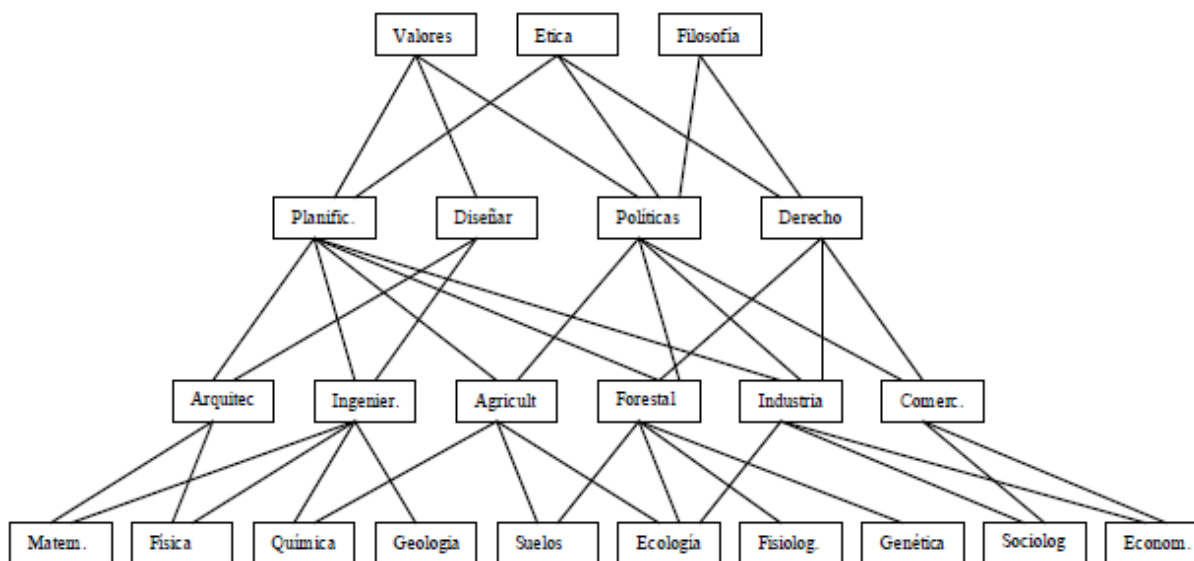 Valores
Etica
Filosofía
Planific.
Diseñar
Políticas
Derecho
Arquitec
Ingenier.
Agricult
Forestal
Industria
Comerc.
Matem.
Física
Química
Geologia
Suelos
Ecología
Fisiolog.
Genética
Sociolog
Econom.